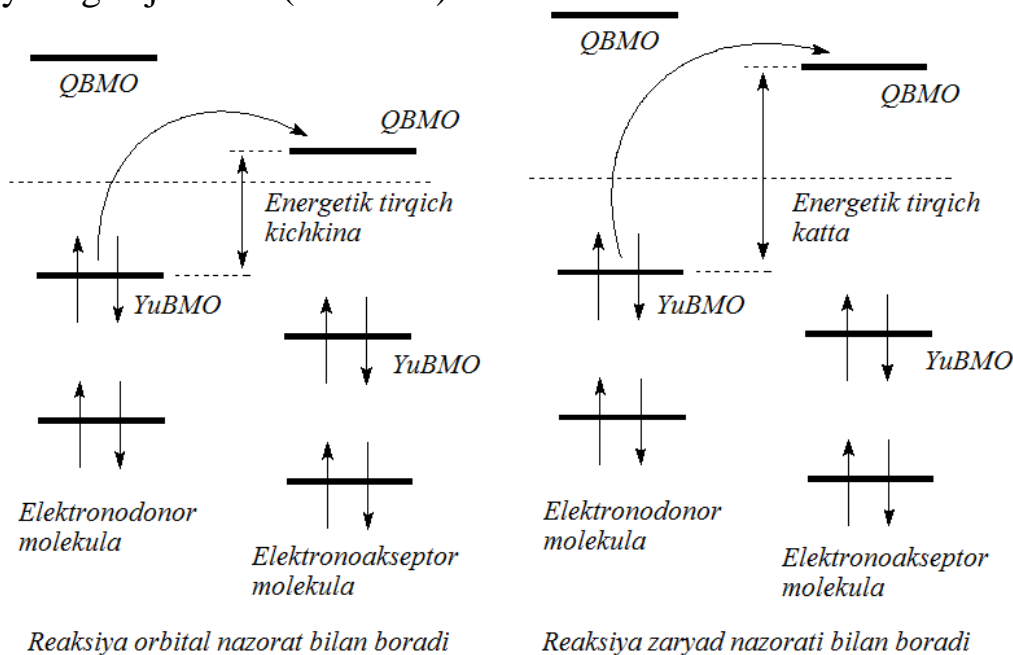 QBMO
QBMO
Energetik tirqich
kichkina
YuBMO
YuBMO
Elektronodonor
molekula
Elektronoakseptor
molekula
Reaksiya orbital nazorat bilan boradi
QBMO
QBMO
Energetik tirqich
katta
YuBMO
YuBMO
Elektronodonor
molekula
Elektronoakseptor
molekula
Reaksiya zaryad nazorati bilan boradi